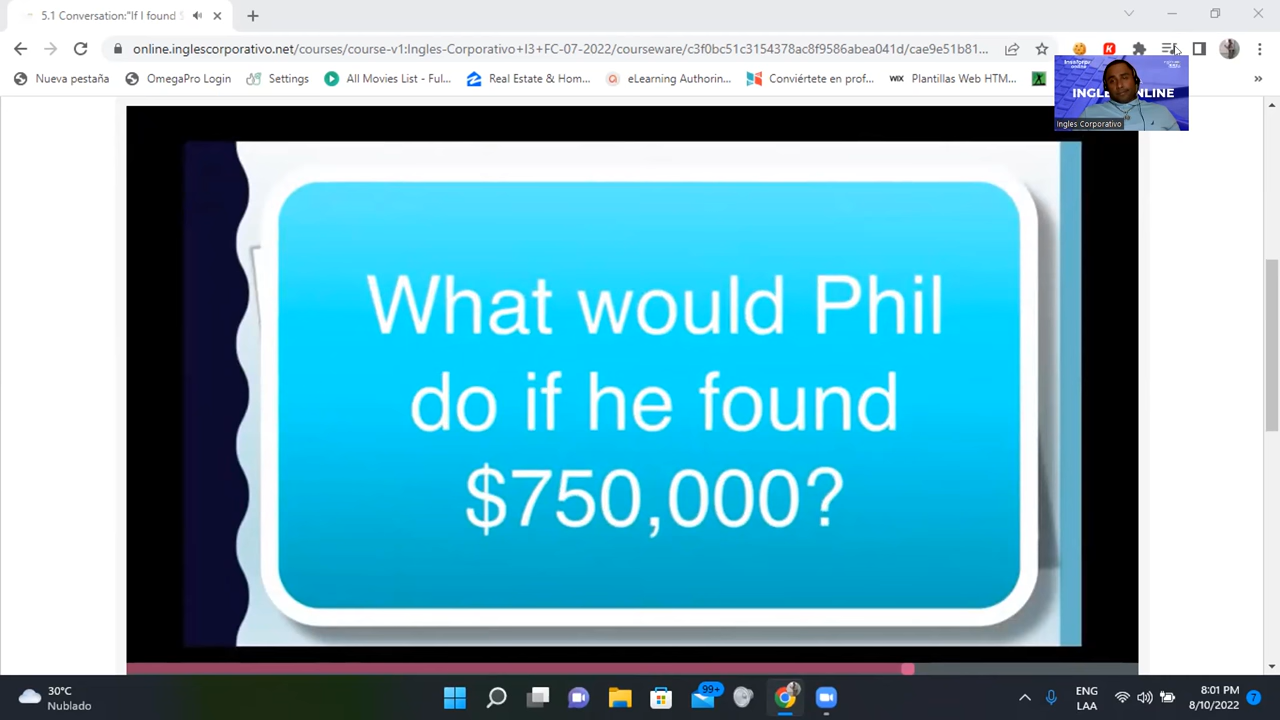 5.1 Conversation:"If I found $
online.inglescorporativo.net/courses/course-v1:Ingles-Corporativo+I3+FC-07-2022/courseware/c3f0bc51c3154378ac8f9586abea041d/cae9e51b81...
Nueva pestaña
OmegaPro Login
Settings
All Movies List - Ful...
Real Estate & Hom...
eLearning Authorin...
Conviértete en prof...
WIX Plantillas Web HTM...
»
INGLES ONLINE
Ingles Corporativo
What would Phil
do if he found
$750,000?
30°C
Nublado
99+
ENG
LAA
8:01 PM
8/10/2022
7